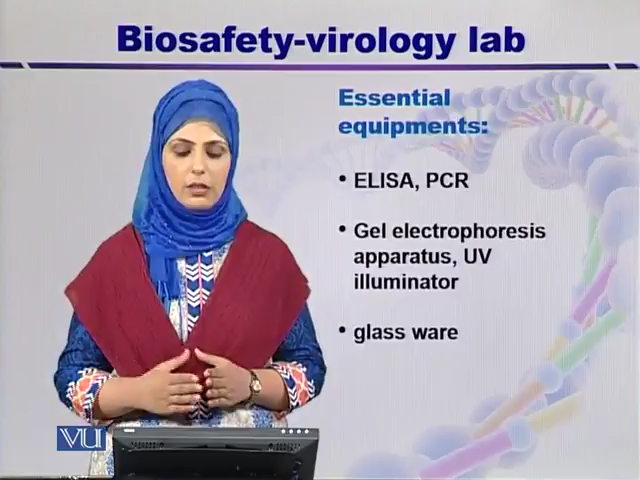 Biosafety-virology lab
Essential
equipments:
• ELISA, PCR
• Gel electrophoresis
apparatus, UV
illuminator
• glass ware
VU